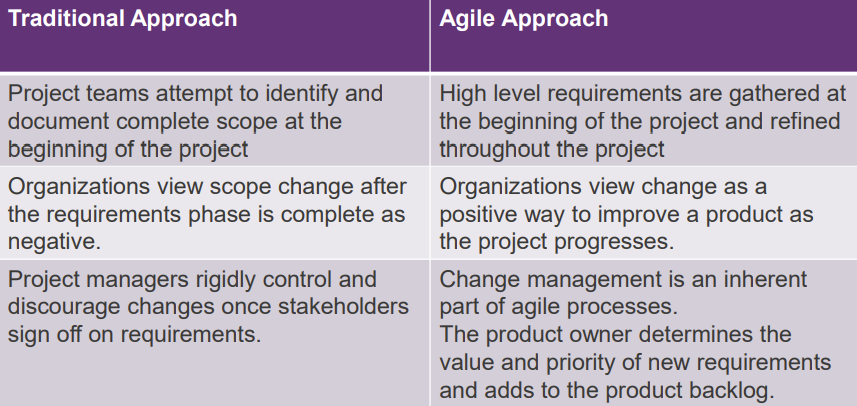 Traditional Approach
Agile Approach
Project teams attempt to identify and
document complete scope at the
beginning of the project
High level requirements are gathered at
the beginning of the project and refined
throughout the project
Organizations view scope change after
the requirements phase is complete as
negative.
Organizations view change as a
positive way to improve a product as
the project progresses.
Project managers rigidly control and
discourage changes once stakeholders
sign off on requirements.
Change management is an inherent
part of agile processes.
The product owner determines the
value and priority of new requirements
and adds to the product backlog.